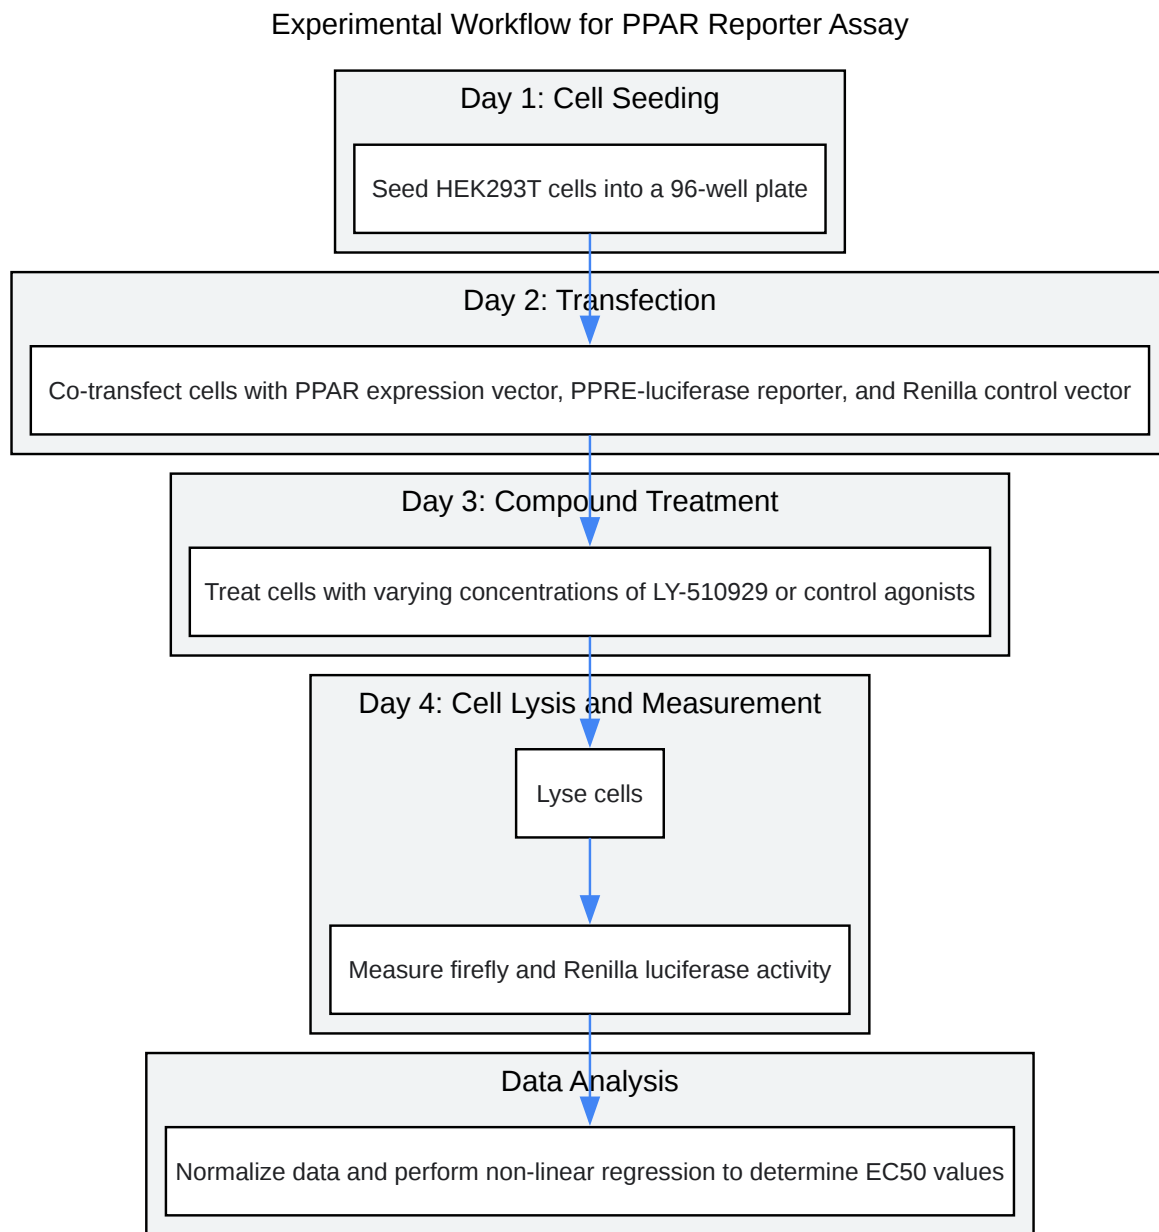 Experimental Workflow for PPAR Reporter Assay
Day 1: Cell Seeding
Seed HEK293T cells into a 96-well plate
Day 2: Transfection
Co-transfect cells with PPAR expression vector, PPRE-luciferase reporter, and Renilla control vector
Day 3: Compound Treatment
Treat cells with varying concentrations of LY-510929 or control agonists
Day 4: Cell Lysis and Measurement
Lyse cells
Measure firefly and Renilla luciferase activity
Data Analysis
Normalize data and perform non-linear regression to determine EC50 values